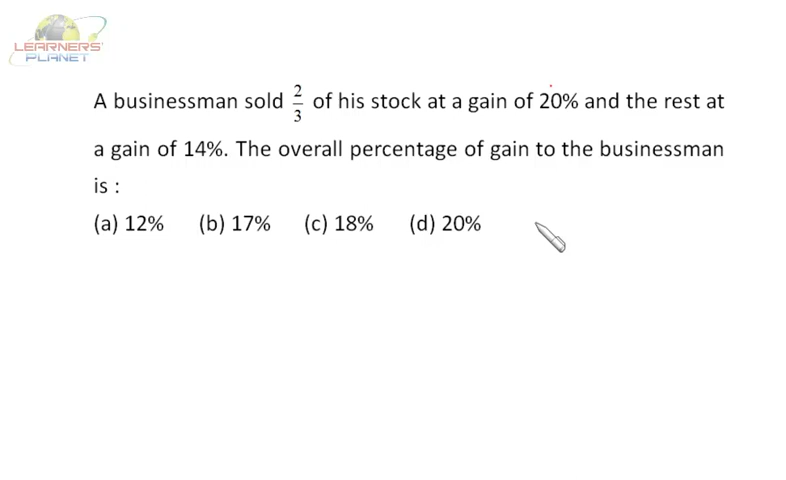 LEARNERS'
PLANET
A businessman sold 2/3 of his stock at a gain of 20% and the rest at
a gain of 14%. The overall percentage of gain to the businessman
is :
(a) 12% (b) 17% (c) 18% (d) 20%